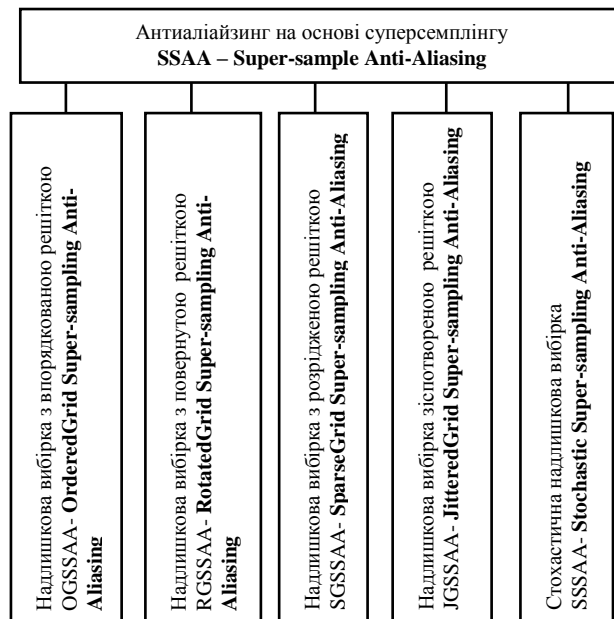 Антиаліайзинг на основі суперсемплінгу
SSAA – Super-sample Anti-Aliasing
Надлишкова вибірка з впорядкованою решіткою
OGSSAA- OrderedGrid Super-sampling Anti-
Aliasing
Надлишкова вибірка з повернутою решіткою
RGSSAA- RotatedGrid Super-sampling Anti-
Aliasing
Надлишкова вибірка з розрідженою решіткою
SGSSAA- SparseGrid Super-sampling Anti-Aliasing
Надлишкова вибірка зіспотвореною решіткою
JGSSAA- JitteredGrid Super-sampling Anti-Aliasing
Стохастична надлишкова вибірка
SSSAA- Stochastic Super-sampling Anti-Aliasing